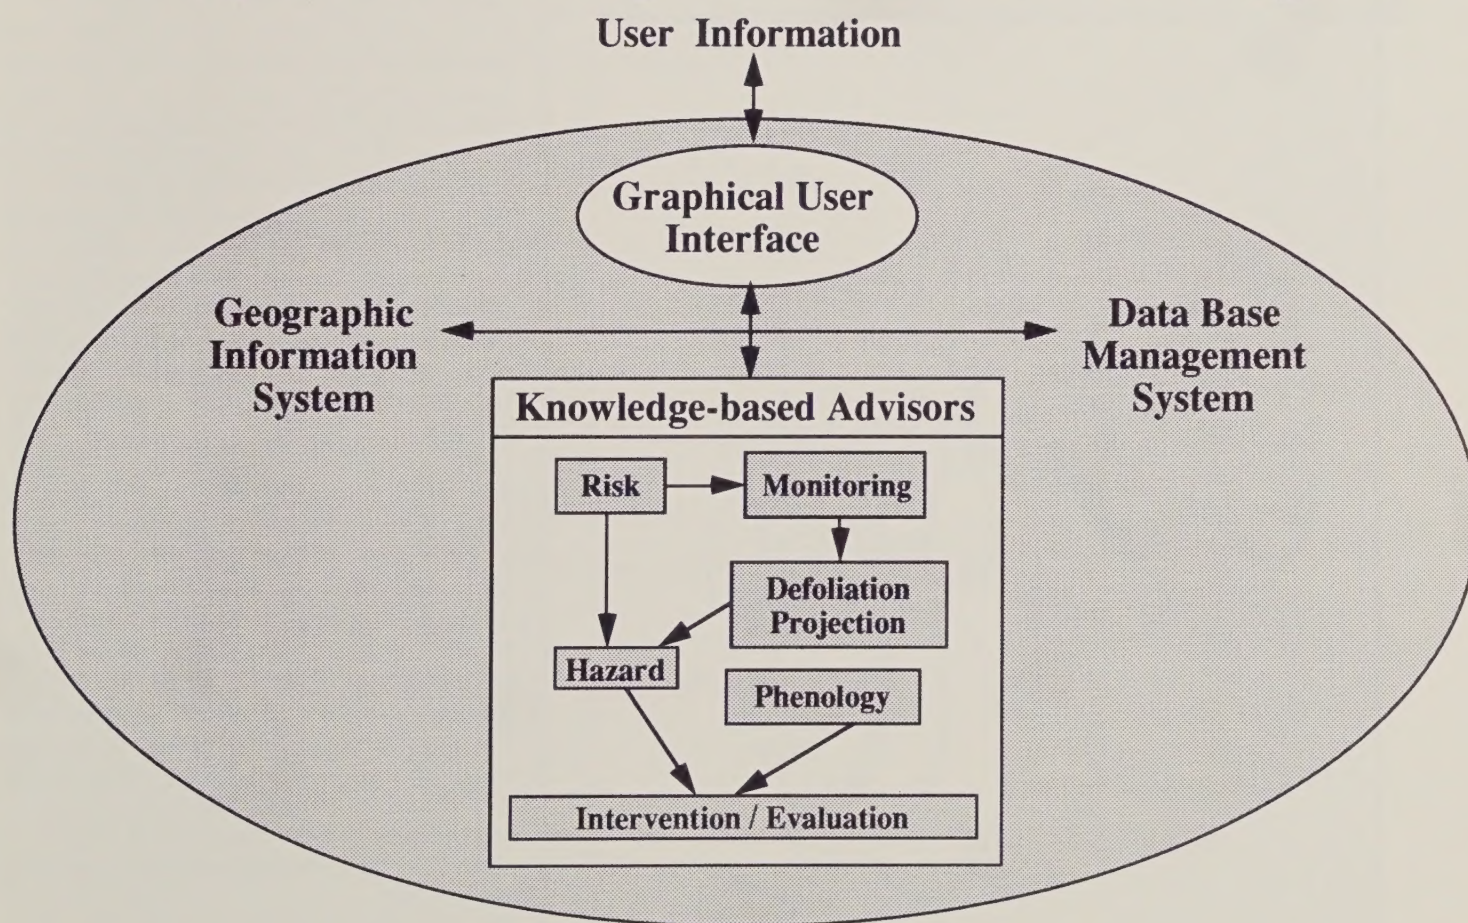 User Information
Graphical User
Interface
Geographic
Information
System
Data Base
Management
System
Knowledge-based Advisors
Risk
Monitoring
Defoliation
Projection
Hazard
Phenology
Intervention / Evaluation